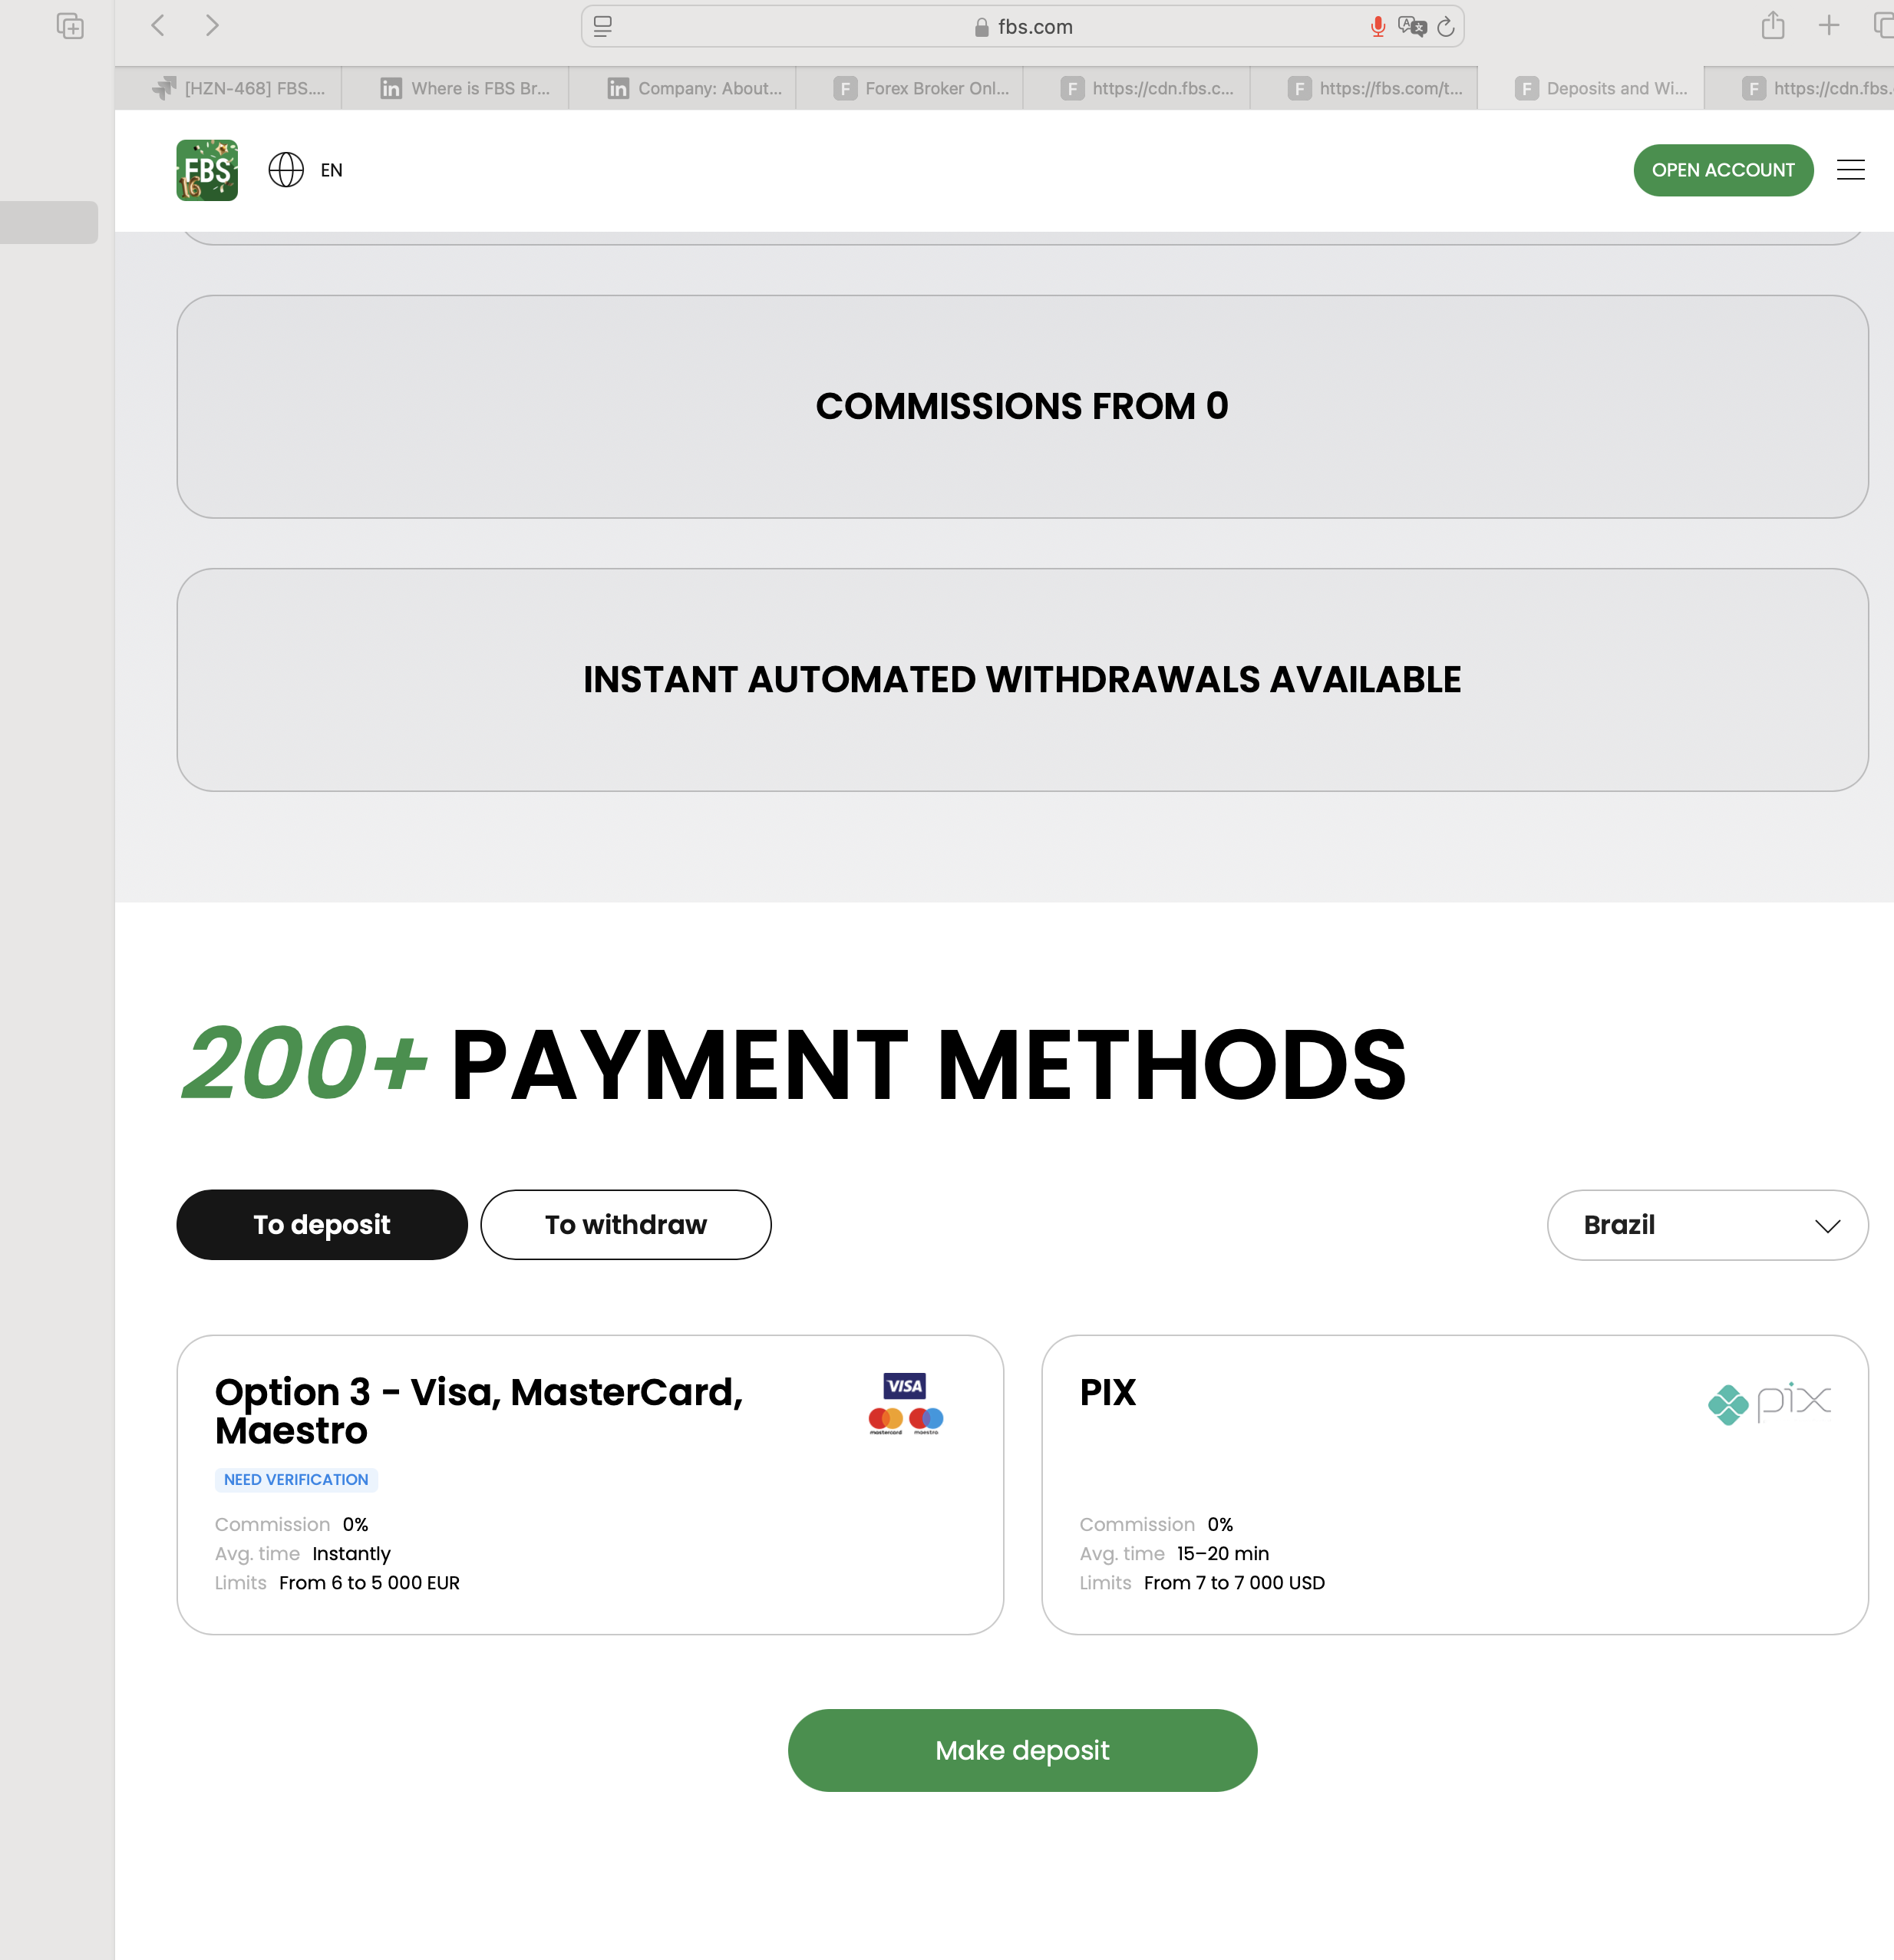 fbs.com
[HZN-468] FBS....
Where is FBS Br...
Company: About...
Forex Broker Onl...
https://cdn.fbs.c...
https://fbs.com/t...
Deposits and Wi...
https://cdn.fbs.
FBS
16
EN
OPEN ACCOUNT
COMMISSIONS FROM 0
INSTANT AUTOMATED WITHDRAWALS AVAILABLE
200+ PAYMENT METHODS
To deposit
To withdraw
Brazil
Option 3 - Visa, MasterCard,
Maestro
VISA
mastercard
maestro
NEED VERIFICATION
Commission 0%
Avg. time Instantly
Limits From 6 to 5 000 EUR
PIX
pix
Commission 0%
Avg. time 15–20 min
Limits From 7 to 7 000 USD
Make deposit